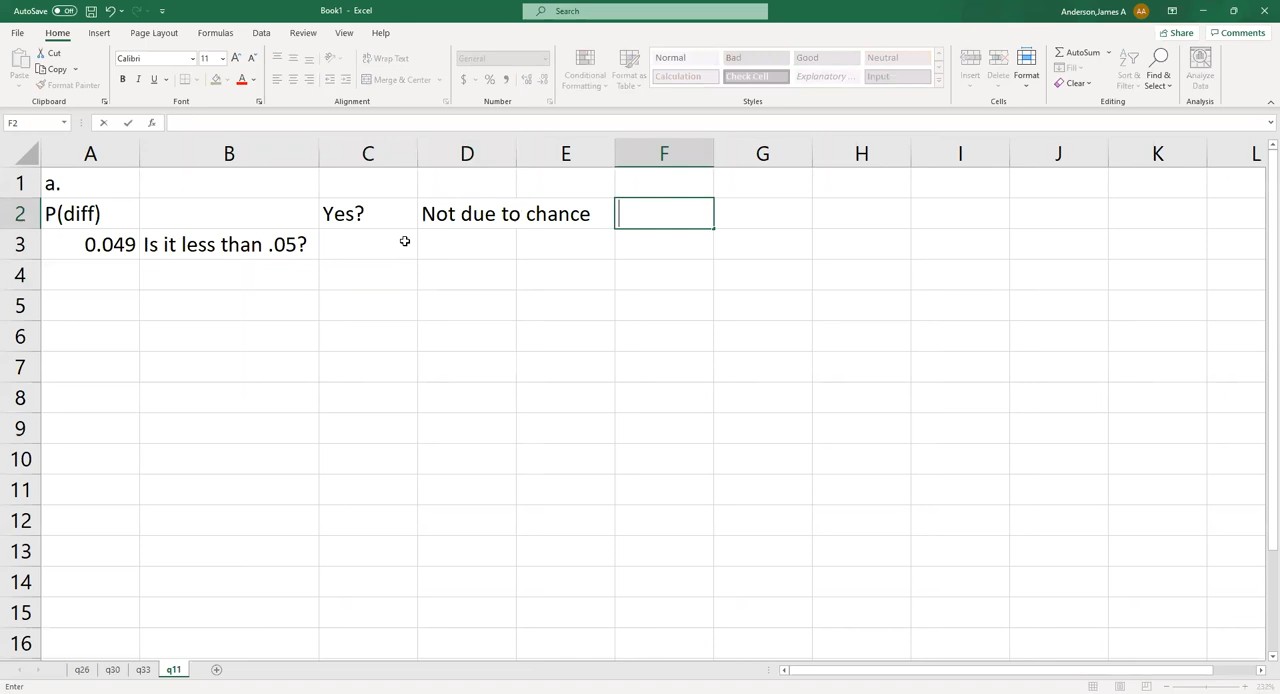 AutoSave Off
Book1 - Excel
Search
Anderson,James A AA
File Home Insert Page Layout Formulas Data Review View Help
Share Comments
Paste
Cut
Copy
Format Painter
Clipboard
Calibri 11
B I U
Font
Wrap Text
Merge & Center
Alignment
General
$ % ,
Number
Conditional Formatting
Format as Table
Normal Bad Good Neutral
Calculation Check Cell Explanatory ... Input
Styles
Insert Delete Format
Cells
AutoSum
Fill
Clear
Sort & Filter
Find & Select
Editing
Analyze Data
Analysis
F2
fx
A B C D E F G H I J K L
1 a.
2 P(diff) Yes? Not due to chance
3 0.049 Is it less than .05?
4
5
6
7
8
9
10
11
12
13
14
15
16
q26 q30 q33 q11
Enter
232%